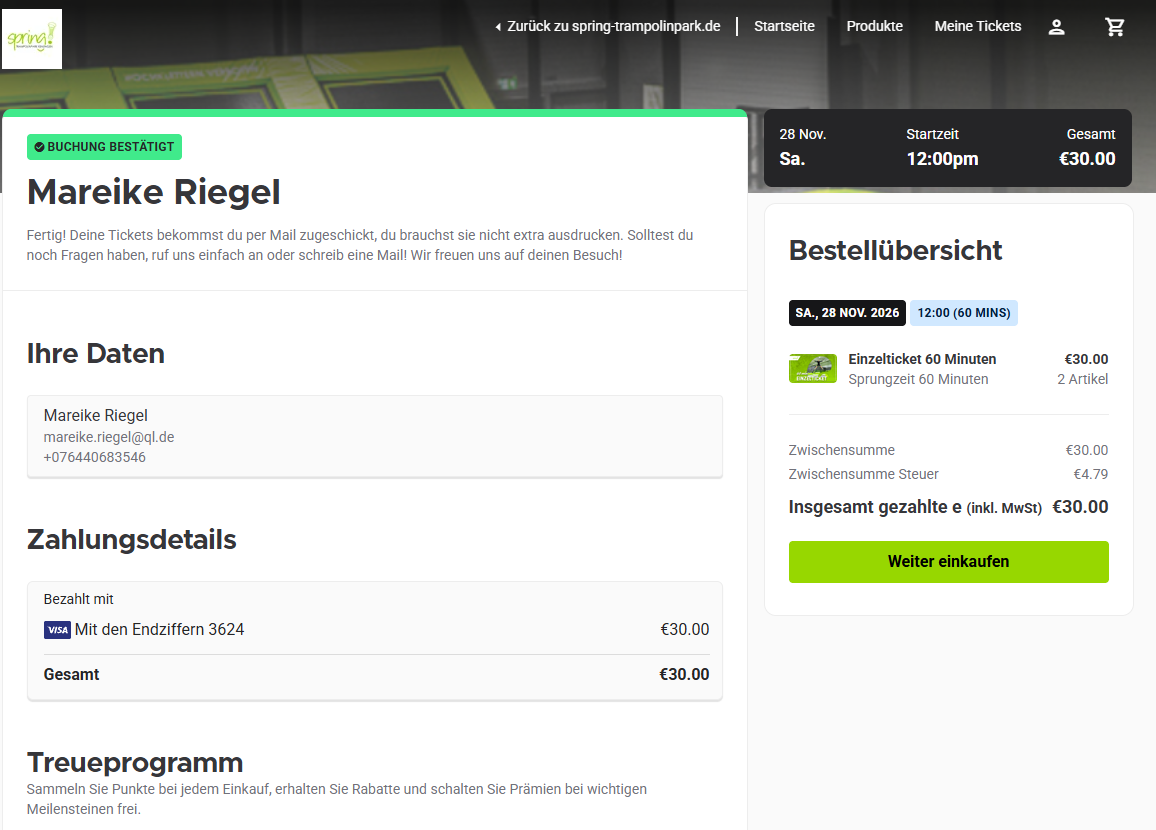 spring!
Zurück zu spring-trampolinpark.de
Startseite
Produkte
Meine Tickets
BUCHUNG BESTÄTIGT
Mareike Riegel
Fertig! Deine Tickets bekommst du per Mail zugeschickt, du brauchst sie nicht extra ausdrucken. Solltest du
noch Fragen haben, ruf uns einfach an oder schreib eine Mail! Wir freuen uns auf deinen Besuch!
Ihre Daten
Mareike Riegel
mareike.riegel@ql.de
+076440683546
Zahlungsdetails
Bezahlt mit
VISA Mit den Endziffern 3624 €30.00
Gesamt €30.00
Treueprogramm
Sammeln Sie Punkte bei jedem Einkauf, erhalten Sie Rabatte und schalten Sie Prämien bei wichtigen
Meilensteinen frei.
28 Nov. Startzeit Gesamt
Sa. 12:00pm €30.00
Bestellübersicht
SA., 28 NOV. 2026 12:00 (60 MINS)
Einzelticket 60 Minuten €30.00
Sprungzeit 60 Minuten 2 Artikel
Zwischensumme €30.00
Zwischensumme Steuer €4.79
Insgesamt gezahlte e (inkl. MwSt) €30.00
Weiter einkaufen